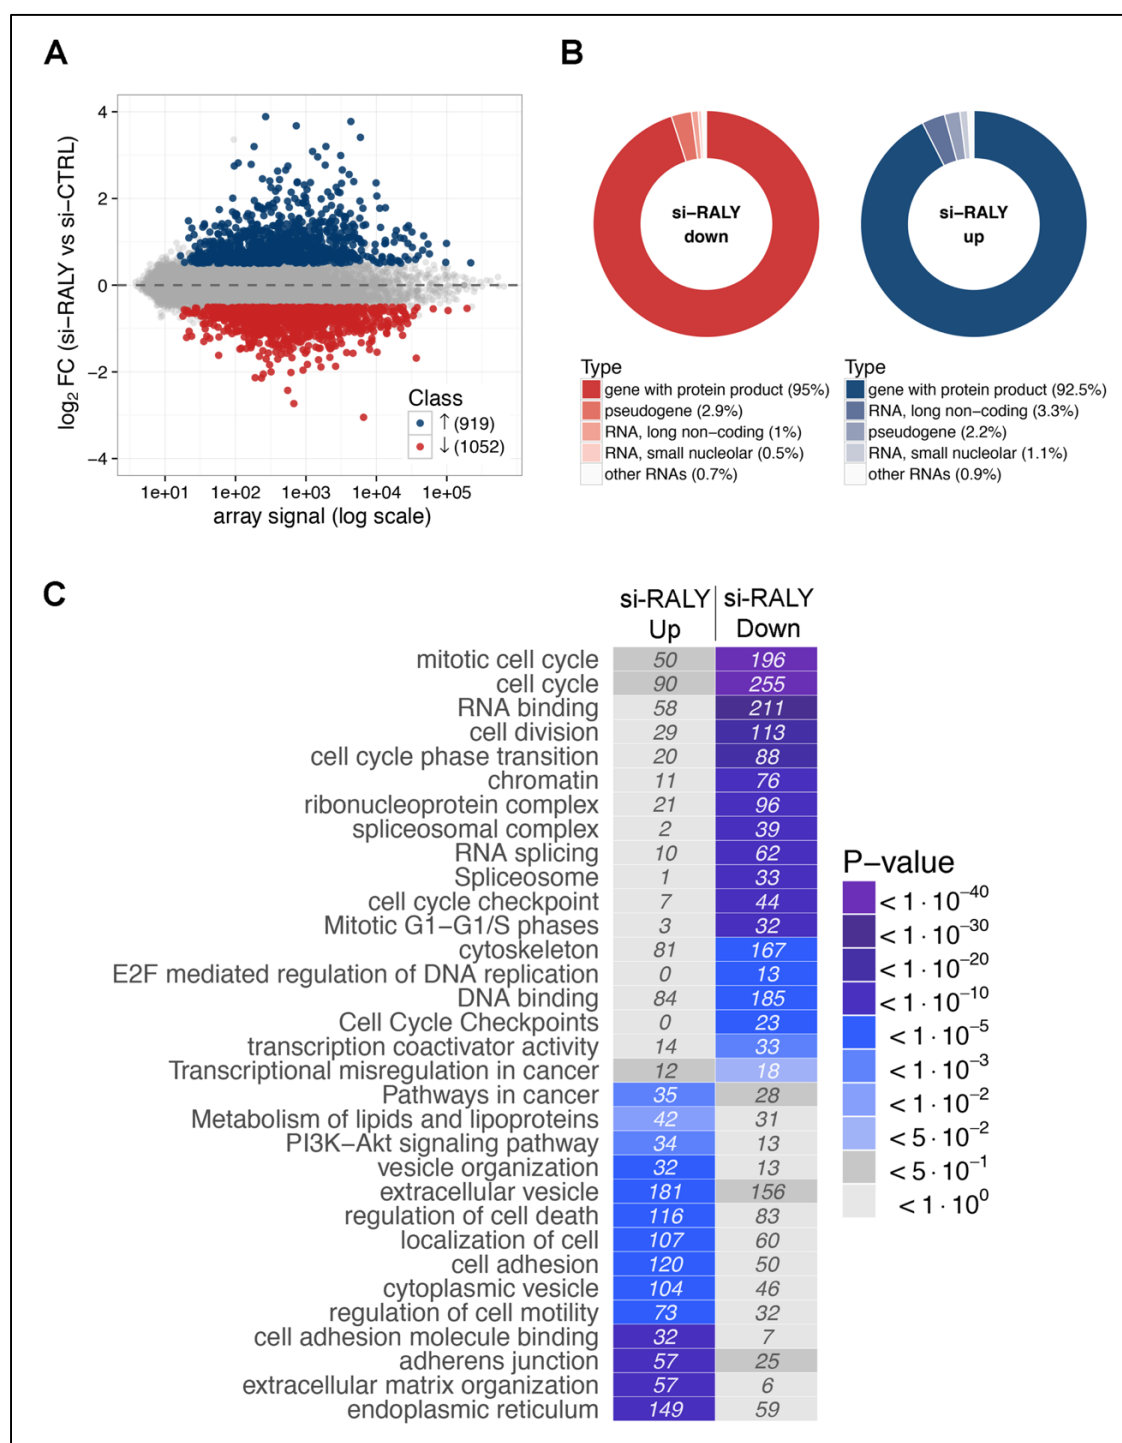 A
log2 FC (si-RALY vs si-CTRL)
4
2
0
−2
−4
Class
↑ (919)
↓ (1052)
1e+01 1e+02 1e+03 1e+04 1e+05
array signal (log scale)
B
si−RALY
down
Type
gene with protein product (95%)
pseudogene (2.9%)
RNA, long non−coding (1%)
RNA, small nucleolar (0.5%)
other RNAs (0.7%)
si−RALY
up
Type
gene with protein product (92.5%)
RNA, long non−coding (3.3%)
pseudogene (2.2%)
RNA, small nucleolar (1.1%)
other RNAs (0.9%)
C
si-RALY Up si-RALY Down
mitotic cell cycle 50 196
cell cycle 90 255
RNA binding 58 211
cell division 29 113
cell cycle phase transition 20 88
chromatin 11 76
ribonucleoprotein complex 21 96
spliceosomal complex 2 39
RNA splicing 10 62
Spliceosome 1 33
cell cycle checkpoint 7 44
Mitotic G1−G1/S phases 3 32
cytoskeleton 81 167
E2F mediated regulation of DNA replication 0 13
DNA binding 84 185
Cell Cycle Checkpoints 0 23
transcription coactivator activity 14 33
Transcriptional misregulation in cancer 12 18
Pathways in cancer 35 28
Metabolism of lipids and lipoproteins 42 31
PI3K−Akt signaling pathway 34 13
vesicle organization 32 13
extracellular vesicle 181 156
regulation of cell death 116 83
localization of cell 107 60
cell adhesion 120 50
cytoplasmic vesicle 104 46
regulation of cell motility 73 32
cell adhesion molecule binding 32 7
adherens junction 57 25
extracellular matrix organization 57 6
endoplasmic reticulum 149 59
P−value
< 1 · 10⁻⁴⁰
< 1 · 10⁻³⁰
< 1 · 10⁻²⁰
< 1 · 10⁻¹⁰
< 1 · 10⁻⁵
< 1 · 10⁻³
< 1 · 10⁻²
< 5 · 10⁻²
< 5 · 10⁻¹
< 1 · 10⁰